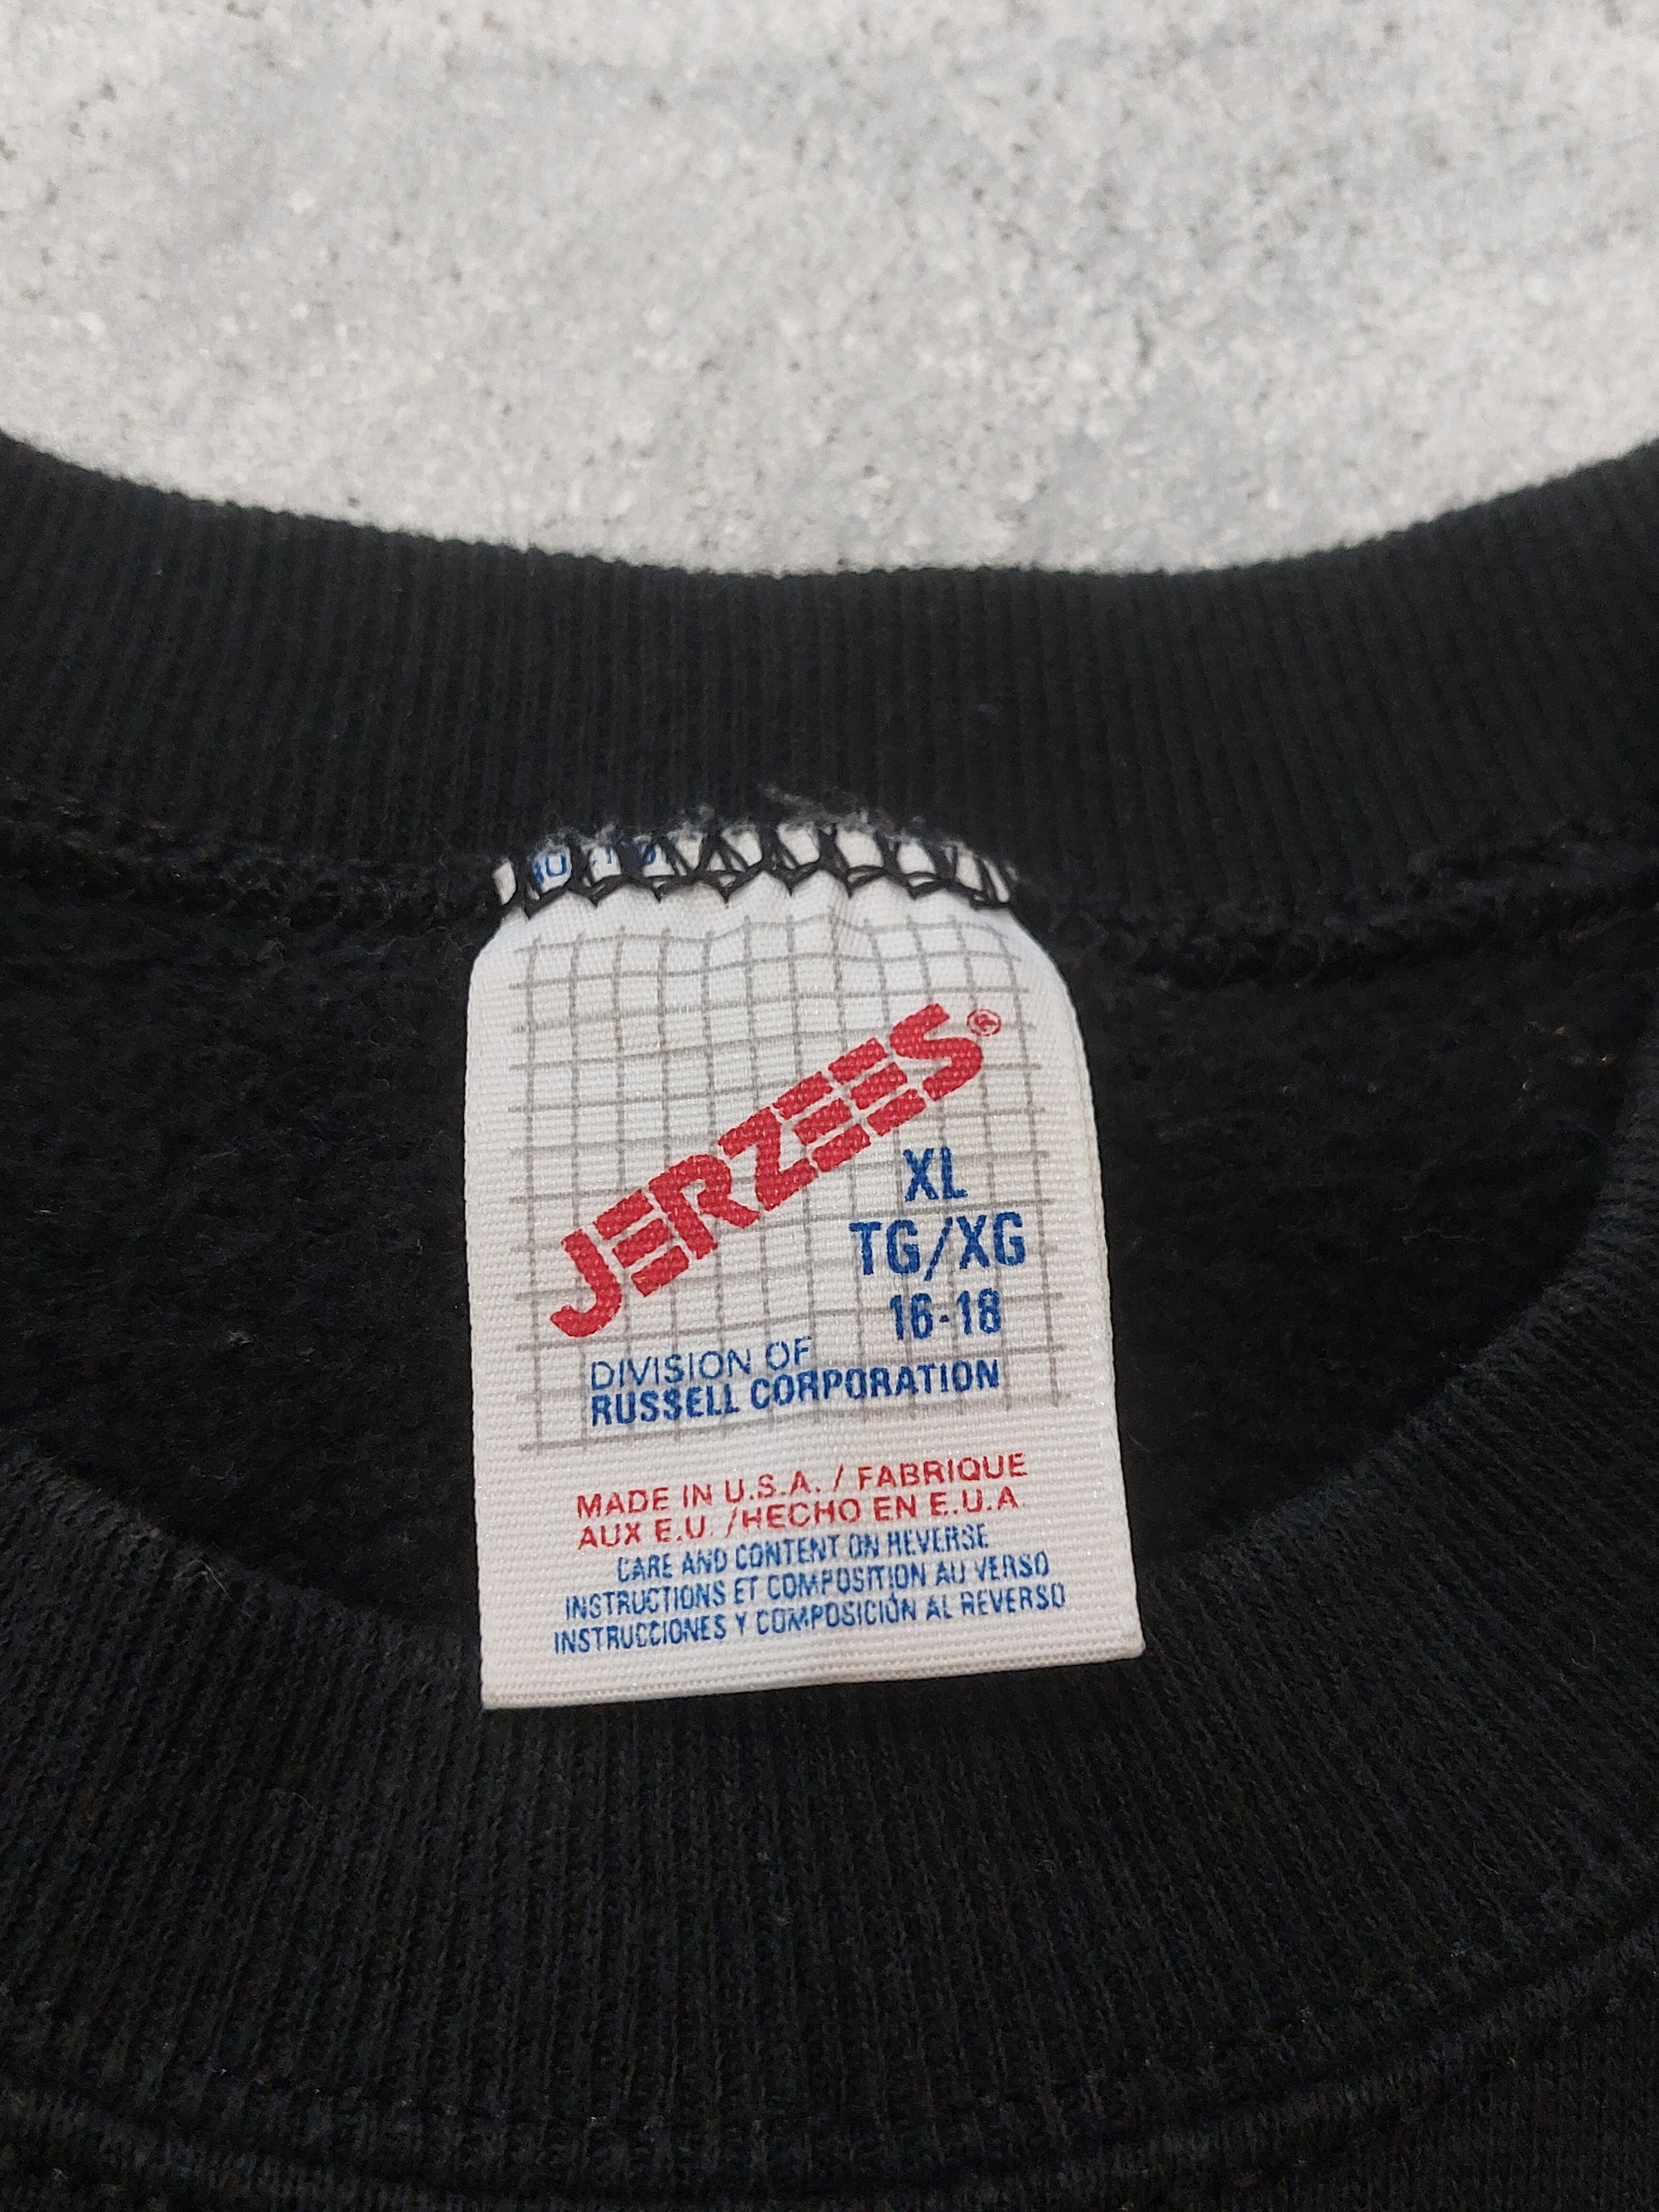 JERZEES®
XL
TG/XG
16-18
DIVISION OF
RUSSELL CORPORATION
MADE IN U.S.A. / FABRIQUE
AUX E.U. /HECHO EN E.U.A.
CARE AND CONTENT ON REVERSE
INSTRUCTIONS ET COMPOSITION AU VERSO
INSTRUCCIONES Y COMPOSICIÓN AL REVERSO